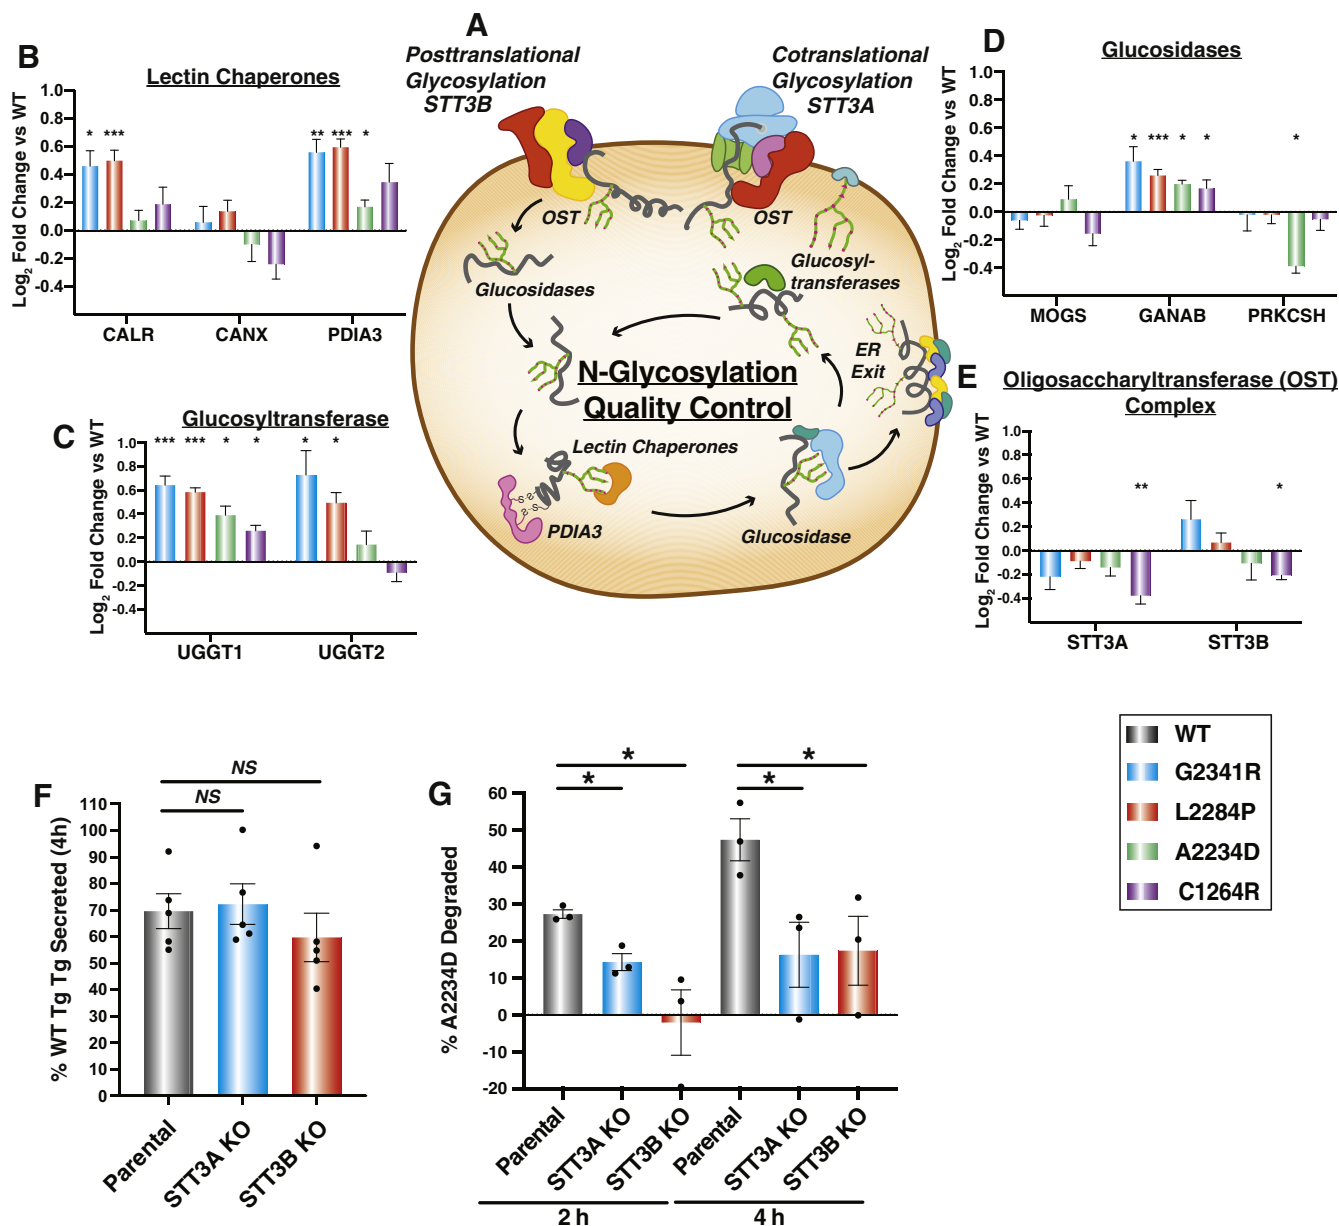 A
Posttranslational
Glycosylation
STT3B
Cotranslational
Glycosylation
STT3A
OST
OST
Glucosidases
Glucosyl-
transferases
ER
Exit
N-Glycosylation
Quality Control
Lectin Chaperones
S-S
S-S
PDIA3
Glucosidase
B
Lectin Chaperones
Log2 Fold Change vs WT
1.0
0.8
0.6
0.4
0.2
0.0
-0.2
-0.4
* *** ** *** *
CALR CANX PDIA3
C
Glucosyltransferase
Log2 Fold Change vs WT
1.0
0.8
0.6
0.4
0.2
0.0
-0.2
-0.4
*** *** * * * *
UGGT1 UGGT2
D
Glucosidases
Log2 Fold Change vs WT
1.0
0.8
0.6
0.4
0.2
0.0
-0.2
-0.4
* *** * * *
MOGS GANAB PRKCSH
E
Oligosaccharyltransferase (OST)
Complex
Log2 Fold Change vs WT
1.0
0.8
0.6
0.4
0.2
0.0
-0.2
-0.4
** *
STT3A STT3B
WT
G2341R
L2284P
A2234D
C1264R
F
NS
NS
% WT Tg Tg Secreted (4h)
110
100
90
80
70
60
50
40
30
20
10
0
Parental
STT3A KO
STT3B KO
G
* *
* *
% A2234D Degraded
60
50
40
30
20
10
0
-10
-20
Parental
STT3A KO
STT3B KO
Parental
STT3A KO
STT3B KO
2 h 4 h